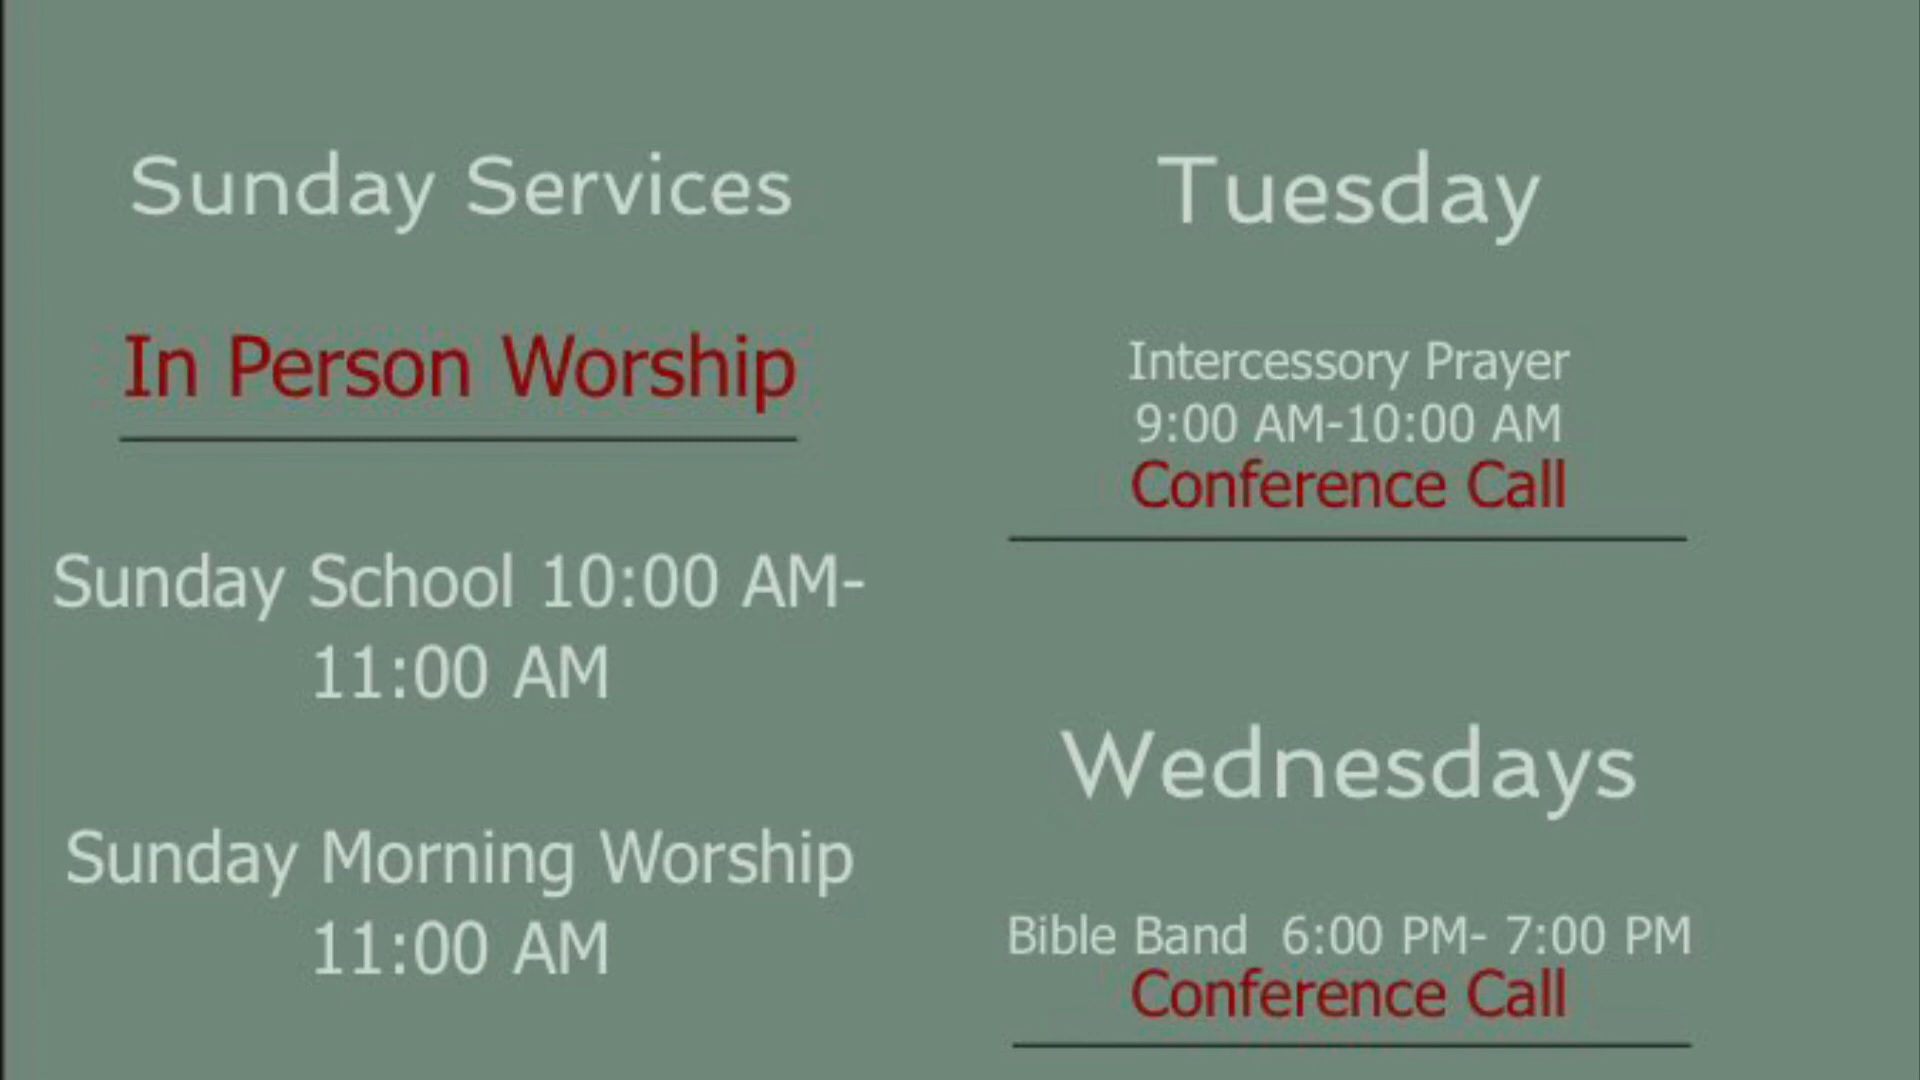 Sunday Services
In Person Worship
Sunday School 10:00 AM-
11:00 AM
Sunday Morning Worship
11:00 AM
Tuesday
Intercessory Prayer
9:00 AM-10:00 AM
Conference Call
Wednesdays
Bible Band  6:00 PM- 7:00 PM
Conference Call